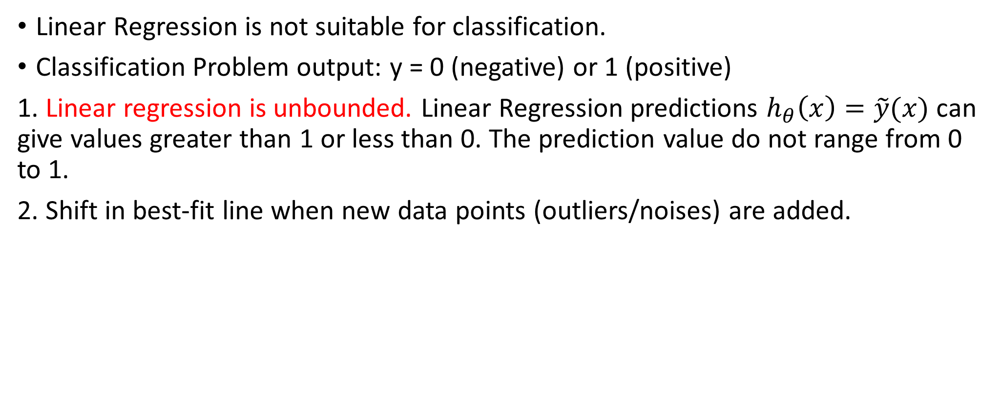 • Linear Regression is not suitable for classification.
• Classification Problem output: y = 0 (negative) or 1 (positive)
1. Linear regression is unbounded. Linear Regression predictions ℎ𝜃(𝑥) = 𝑦̃(𝑥) can
give values greater than 1 or less than 0. The prediction value do not range from 0
to 1.
2. Shift in best-fit line when new data points (outliers/noises) are added.